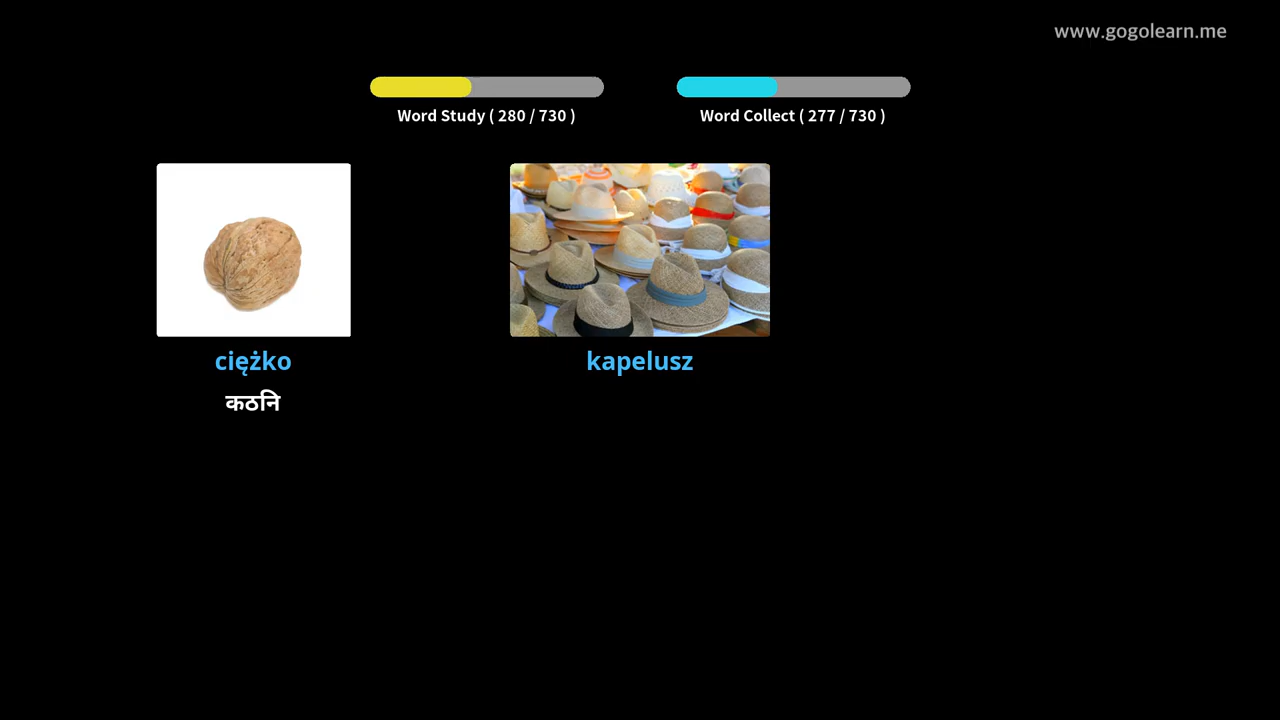 www.gogolearn.me
Word Study ( 280 / 730 )
Word Collect ( 277 / 730 )
ciężko
kapelusz
कठनि